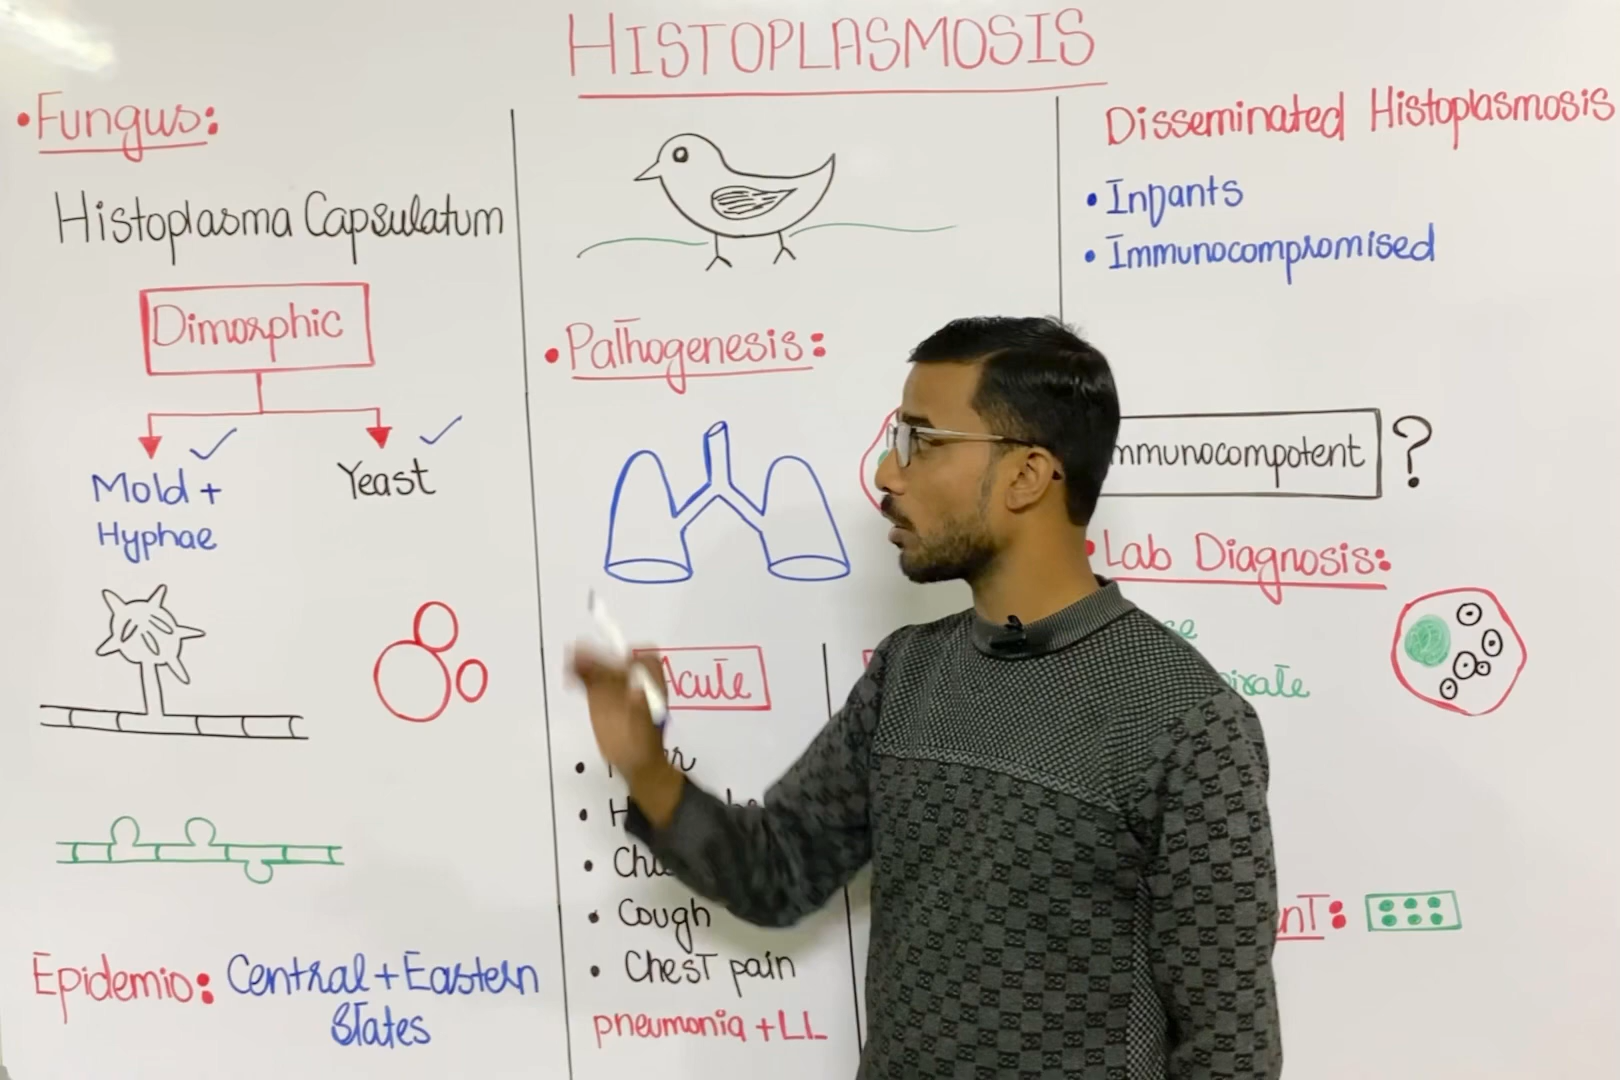 HISTOPLASMOSIS
• Fungus:
Histoplasma Capsulatum
Dimorphic
Mold +
Hyphae
Yeast
Epidemio: Central + Eastern
States
• Pathogenesis:
Acute
•
•
•
• Cough
• Chest pain
pneumonia + LL
Disseminated Histoplasmosis
• Infants
• Immunocompromised
mmunocompotent ?
• Lab Diagnosis: